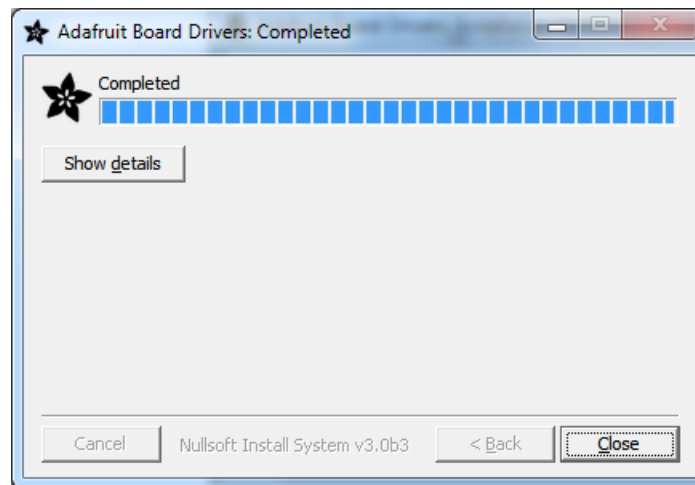 Adafruit Board Drivers: Completed
Completed
Show details
Cancel
Nullsoft Install System v3.0b3
< Back
Close